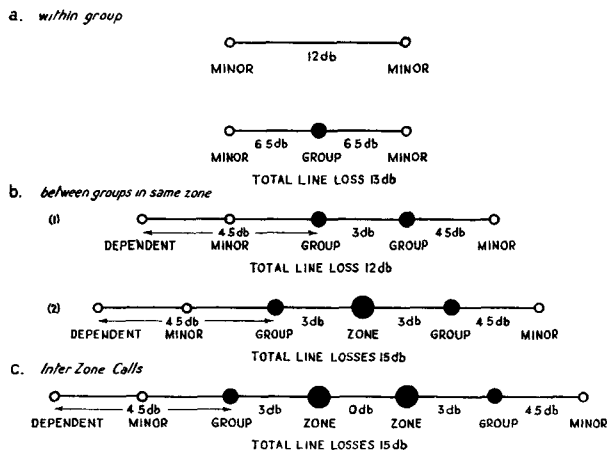 a. within group
12db
MINOR MINOR
6 5db 6 5db
MINOR GROUP MINOR
TOTAL LINE LOSS 13db
b. between groups in same zone
(1)
4 5db 3db 4 5db
DEPENDENT MINOR GROUP GROUP MINOR
TOTAL LINE LOSS 12db
(2)
4 5db 3db 3db 4 5db
DEPENDENT MINOR GROUP ZONE GROUP MINOR
TOTAL LINE LOSSES 15db
c. Inter Zone Calls
4 5db 3db 0db 3db 4 5db
DEPENDENT MINOR GROUP ZONE ZONE GROUP MINOR
TOTAL LINE LOSSES 15db